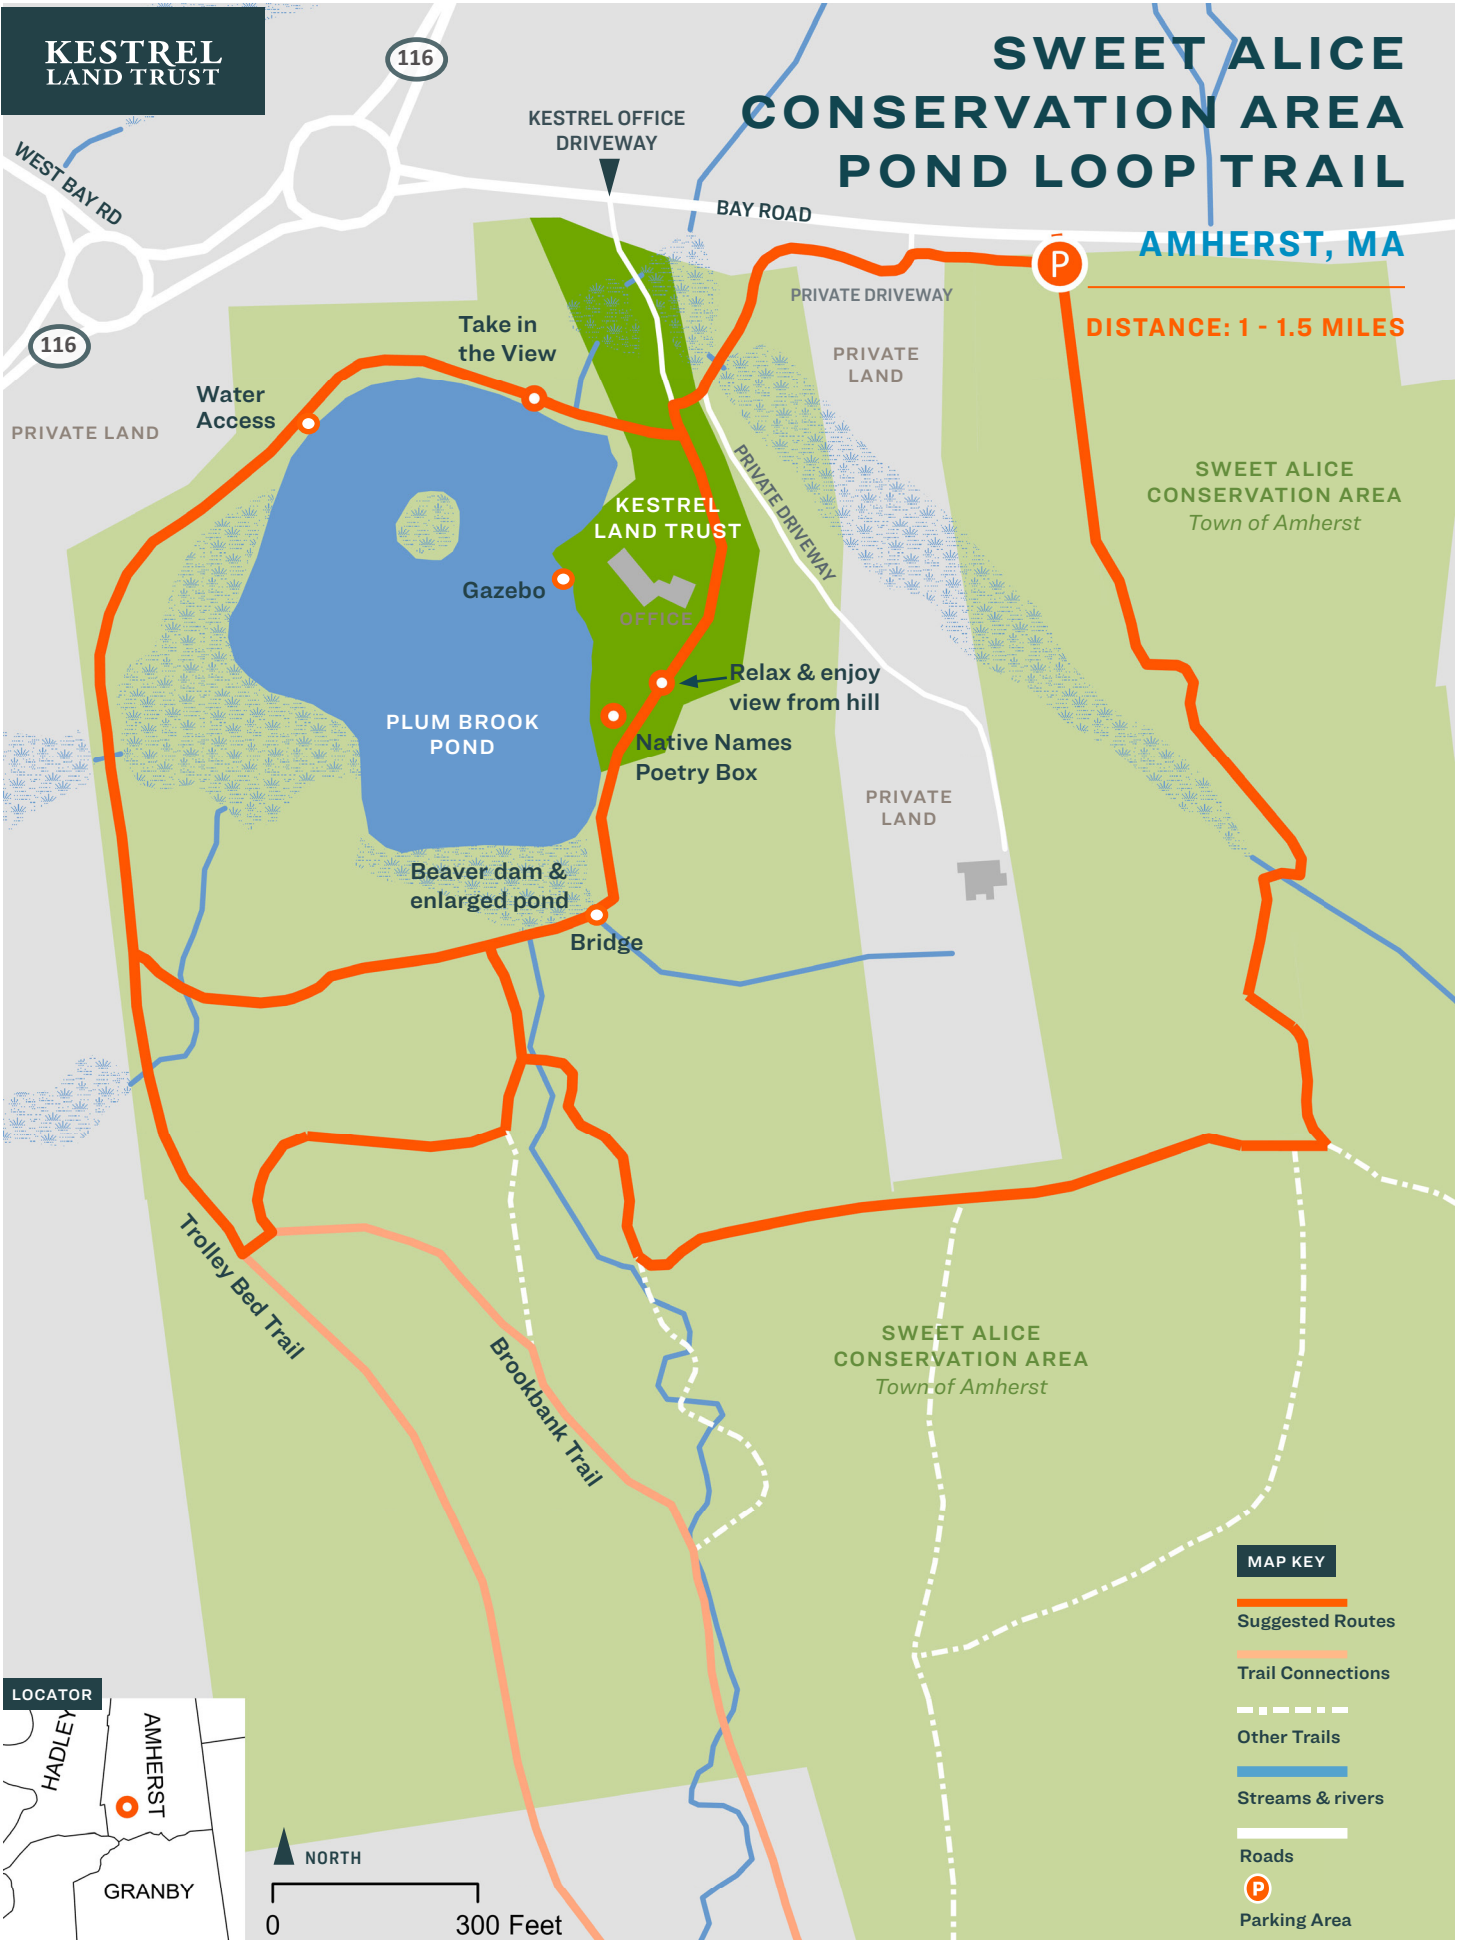 KESTREL
LAND TRUST
116
SWEET ALICE
CONSERVATION AREA
POND LOOP TRAIL
AMHERST, MA
DISTANCE: 1 - 1.5 MILES
KESTREL OFFICE
DRIVEWAY
WEST BAY RD
BAY ROAD
P
116
PRIVATE DRIVEWAY
PRIVATE
LAND
Take in
the View
Water
Access
PRIVATE LAND
SWEET ALICE
CONSERVATION AREA
Town of Amherst
PRIVATE DRIVEWAY
KESTREL
LAND TRUST
Gazebo
OFFICE
Relax & enjoy
view from hill
PLUM BROOK
POND
Native Names
Poetry Box
PRIVATE
LAND
Beaver dam &
enlarged pond
Bridge
Trolley Bed Trail
Brookbank Trail
SWEET ALICE
CONSERVATION AREA
Town of Amherst
MAP KEY
Suggested Routes
Trail Connections
Other Trails
Streams & rivers
Roads
P
Parking Area
LOCATOR
HADLEY
AMHERST
GRANBY
NORTH
0
300 Feet